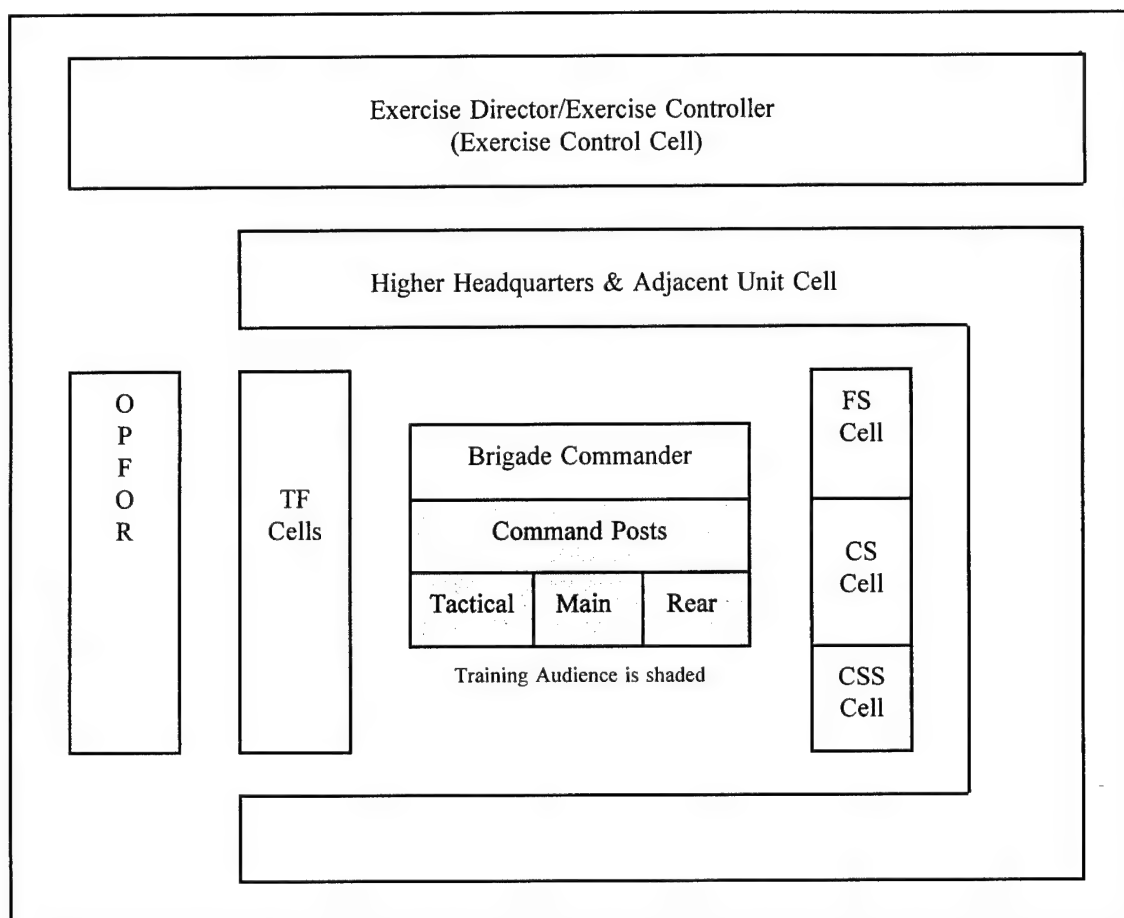 Exercise Director/Exercise Controller
(Exercise Control Cell)
Higher Headquarters & Adjacent Unit Cell
O
P
F
O
R
TF
Cells
Brigade Commander
Command Posts
Tactical
Main
Rear
Training Audience is shaded
FS
Cell
CS
Cell
CSS
Cell